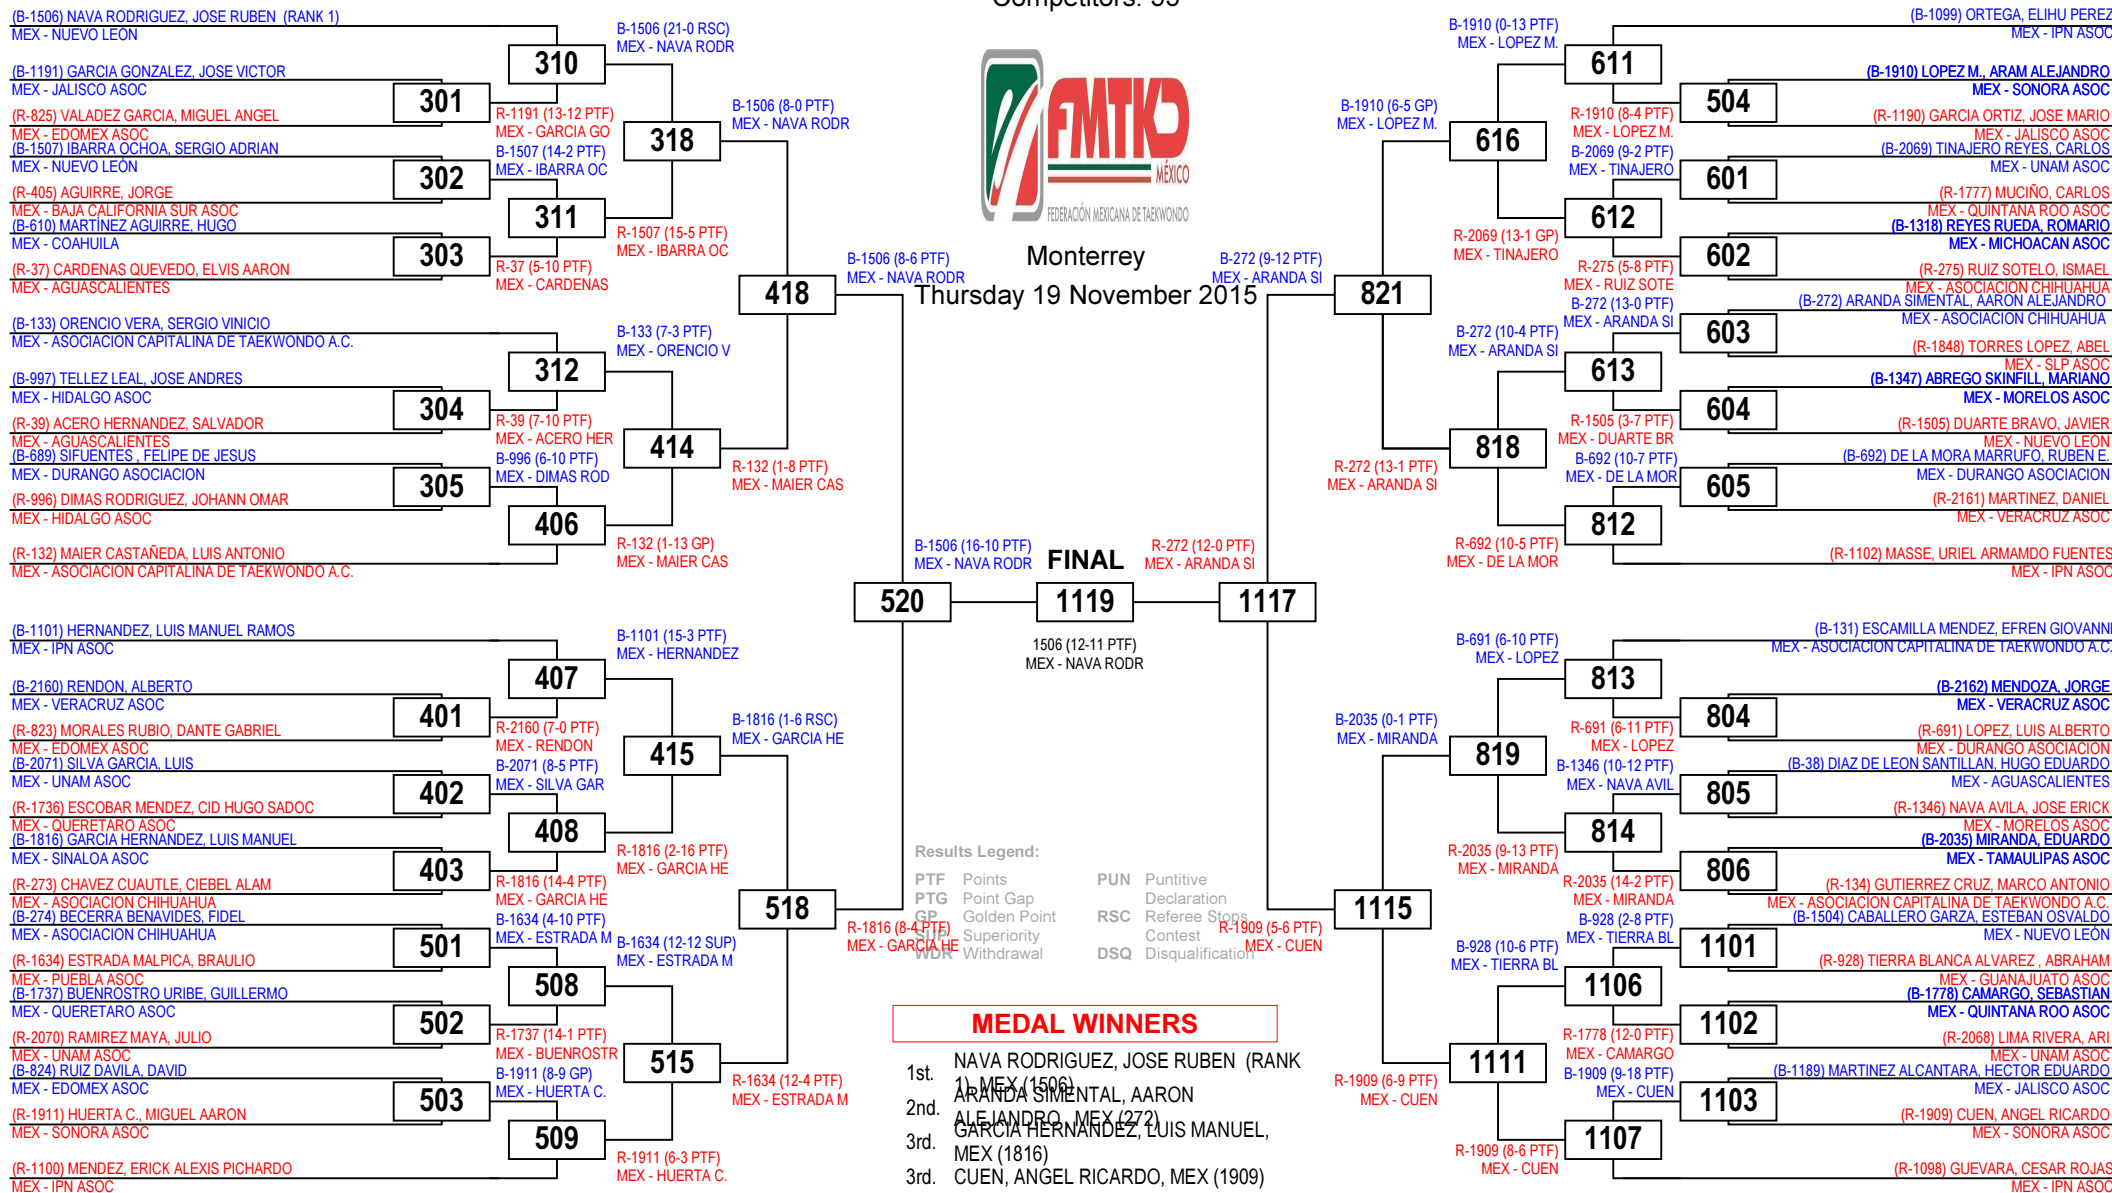 Competitors: 55
(B-1506) NAVA RODRIGUEZ, JOSE RUBEN (RANK 1)
MEX - NUEVO LEÓN
(B-1191) GARCIA GONZALEZ, JOSE VICTOR
MEX - JALISCO ASOC
(R-825) VALADEZ GARCIA, MIGUEL ANGEL
MEX - EDOMEX ASOC
(B-1507) IBARRA OCHOA, SERGIO ADRIAN
MEX - NUEVO LEÓN
(R-405) AGUIRRE, JORGE
MEX - BAJA CALIFORNIA SUR ASOC
(B-610) MARTÍNEZ AGUIRRE, HUGO
MEX - COAHUILA
(R-37) CARDENAS QUEVEDO, ELVIS AARON
MEX - AGUASCALIENTES
(B-133) ORENCIO VERA, SERGIO VINICIO
MEX - ASOCIACION CAPITALINA DE TAEKWONDO A.C.
(B-997) TELLEZ LEAL, JOSE ANDRES
MEX - HIDALGO ASOC
(R-39) ACERO HERNANDEZ, SALVADOR
MEX - AGUASCALIENTES
(B-689) SIFUENTES , FELIPE DE JESUS
MEX - DURANGO ASOCIACION
(R-996) DIMAS RODRIGUEZ, JOHANN OMAR
MEX - HIDALGO ASOC
(R-132) MAIER CASTAÑEDA, LUIS ANTONIO
MEX - ASOCIACION CAPITALINA DE TAEKWONDO A.C.
(B-1101) HERNANDEZ, LUIS MANUEL RAMOS
MEX - IPN ASOC
(B-2160) RENDON, ALBERTO
MEX - VERACRUZ ASOC
(R-823) MORALES RUBIO, DANTE GABRIEL
MEX - EDOMEX ASOC
(B-2071) SILVA GARCIA, LUIS
MEX - UNAM ASOC
(R-1736) ESCOBAR MENDEZ, CID HUGO SADOC
MEX - QUERETARO ASOC
(B-1816) GARCIA HERNANDEZ, LUIS MANUEL
MEX - SINALOA ASOC
(R-273) CHAVEZ CUAUTLE, CIEBEL ALAM
MEX - ASOCIACION CHIHUAHUA
(B-274) BECERRA BENAVIDES, FIDEL
MEX - ASOCIACION CHIHUAHUA
(R-1634) ESTRADA MALPICA, BRAULIO
MEX - PUEBLA ASOC
(B-1737) BUENROSTRO URIBE, GUILLERMO
MEX - QUERETARO ASOC
(R-2070) RAMIREZ MAYA, JULIO
MEX - UNAM ASOC
(B-824) RUIZ DAVILA, DAVID
MEX - EDOMEX ASOC
(R-1911) HUERTA C., MIGUEL AARON
MEX - SONORA ASOC
(R-1100) MENDEZ, ERICK ALEXIS PICHARDO
MEX - IPN ASOC
301
302
303
304
305
401
402
403
501
502
503
310
R-1191 (13-12 PTF)
MEX - GARCIA GO
B-1507 (14-2 PTF)
MEX - IBARRA OC
311
R-37 (5-10 PTF)
MEX - CARDENAS
312
R-39 (7-10 PTF)
MEX - ACERO HER
B-996 (6-10 PTF)
MEX - DIMAS ROD
406
407
R-2160 (7-0 PTF)
MEX - RENDON
B-2071 (8-5 PTF)
MEX - SILVA GAR
408
R-1816 (14-4 PTF)
MEX - GARCIA HE
B-1634 (4-10 PTF)
MEX - ESTRADA M
508
R-1737 (14-1 PTF)
MEX - BUENROSTR
B-1911 (8-9 GP)
MEX - HUERTA C.
509
B-1506 (21-0 RSC)
MEX - NAVA RODR
318
R-1507 (15-5 PTF)
MEX - IBARRA OC
B-133 (7-3 PTF)
MEX - ORENCIO V
414
R-132 (1-13 GP)
MEX - MAIER CAS
B-1101 (15-3 PTF)
MEX - HERNANDEZ
415
R-1816 (2-16 PTF)
MEX - GARCIA HE
B-1634 (12-12 SUP)
MEX - ESTRADA M
515
R-1911 (6-3 PTF)
MEX - HUERTA C.
B-1506 (8-0 PTF)
MEX - NAVA RODR
418
R-132 (1-8 PTF)
MEX - MAIER CAS
B-1816 (1-6 RSC)
MEX - GARCIA HE
518
R-1634 (12-4 PTF)
MEX - ESTRADA M
B-1506 (8-6 PTF)
MEX - NAVA RODR
520
R-1816 (8-4 PTF)
MEX - GARCIA HE
FMTKD
MÉXICO
FEDERACIÓN MEXICANA DE TAEKWONDO
Monterrey
Thursday 19 November 2015
B-1506 (16-10 PTF)
MEX - NAVA RODR
FINAL
R-272 (12-0 PTF)
MEX - ARANDA SI
1119
1506 (12-11 PTF)
MEX - NAVA RODR
Results Legend:
PTF Points
PTG Point Gap
GP Golden Point
SUP Superiority
WDR Withdrawal
PUN Puntitive Declaration
RSC Referee Stops Contest
DSQ Disqualification
MEDAL WINNERS
1st. NAVA RODRIGUEZ, JOSE RUBEN (RANK
1), MEX (1506)
2nd. ARANDA SIMENTAL, AARON
ALEJANDRO, MEX (272)
3rd. GARCIA HERNANDEZ, LUIS MANUEL,
MEX (1816)
3rd. CUEN, ANGEL RICARDO, MEX (1909)
B-272 (9-12 PTF)
MEX - ARANDA SI
1117
R-1909 (5-6 PTF)
MEX - CUEN
B-1910 (6-5 GP)
MEX - LOPEZ M.
821
R-272 (13-1 PTF)
MEX - ARANDA SI
B-2035 (0-1 PTF)
MEX - MIRANDA
1115
R-1909 (6-9 PTF)
MEX - CUEN
B-1910 (0-13 PTF)
MEX - LOPEZ M.
616
R-2069 (13-1 GP)
MEX - TINAJERO
B-272 (10-4 PTF)
MEX - ARANDA SI
818
R-692 (10-5 PTF)
MEX - DE LA MOR
B-691 (6-10 PTF)
MEX - LOPEZ
819
R-2035 (9-13 PTF)
MEX - MIRANDA
B-928 (10-6 PTF)
MEX - TIERRA BL
1111
R-1909 (8-6 PTF)
MEX - CUEN
611
R-1910 (8-4 PTF)
MEX - LOPEZ M.
B-2069 (9-2 PTF)
MEX - TINAJERO
612
R-275 (5-8 PTF)
MEX - RUIZ SOTE
B-272 (13-0 PTF)
MEX - ARANDA SI
613
R-1505 (3-7 PTF)
MEX - DUARTE BR
B-692 (10-7 PTF)
MEX - DE LA MOR
812
813
R-691 (6-11 PTF)
MEX - LOPEZ
B-1346 (10-12 PTF)
MEX - NAVA AVIL
814
R-2035 (14-2 PTF)
MEX - MIRANDA
B-928 (2-8 PTF)
MEX - TIERRA BL
1106
R-1778 (12-0 PTF)
MEX - CAMARGO
B-1909 (9-18 PTF)
MEX - CUEN
1107
504
601
602
603
604
605
804
805
806
1101
1102
1103
(B-1099) ORTEGA, ELIHU PEREZ
MEX - IPN ASOC
(B-1910) LOPEZ M., ARAM ALEJANDRO
MEX - SONORA ASOC
(R-1190) GARCIA ORTIZ, JOSE MARIO
MEX - JALISCO ASOC
(B-2069) TINAJERO REYES, CARLOS
MEX - UNAM ASOC
(R-1777) MUCIÑO, CARLOS
MEX - QUINTANA ROO ASOC
(B-1318) REYES RUEDA, ROMARIO
MEX - MICHOACAN ASOC
(R-275) RUIZ SOTELO, ISMAEL
MEX - ASOCIACION CHIHUAHUA
(B-272) ARANDA SIMENTAL, AARON ALEJANDRO
MEX - ASOCIACION CHIHUAHUA
(R-1848) TORRES LOPEZ, ABEL
MEX - SLP ASOC
(B-1347) ABREGO SKINFILL, MARIANO
MEX - MORELOS ASOC
(R-1505) DUARTE BRAVO, JAVIER
MEX - NUEVO LEÓN
(B-692) DE LA MORA MARRUFO, RUBEN E.
MEX - DURANGO ASOCIACION
(R-2161) MARTINEZ, DANIEL
MEX - VERACRUZ ASOC
(R-1102) MASSE, URIEL ARMAMDO FUENTES
MEX - IPN ASOC
(B-131) ESCAMILLA MENDEZ, EFREN GIOVANNI
MEX - ASOCIACION CAPITALINA DE TAEKWONDO A.C.
(B-2162) MENDOZA, JORGE
MEX - VERACRUZ ASOC
(R-691) LOPEZ, LUIS ALBERTO
MEX - DURANGO ASOCIACION
(B-38) DIAZ DE LEON SANTILLAN, HUGO EDUARDO
MEX - AGUASCALIENTES
(R-1346) NAVA AVILA, JOSE ERICK
MEX - MORELOS ASOC
(B-2035) MIRANDA, EDUARDO
MEX - TAMAULIPAS ASOC
(R-134) GUTIERREZ CRUZ, MARCO ANTONIO
MEX - ASOCIACION CAPITALINA DE TAEKWONDO A.C.
(B-1504) CABALLERO GARZA, ESTEBAN OSVALDO
MEX - NUEVO LEÓN
(R-928) TIERRA BLANCA ALVAREZ , ABRAHAM
MEX - GUANAJUATO ASOC
(B-1778) CAMARGO, SEBASTIAN
MEX - QUINTANA ROO ASOC
(R-2068) LIMA RIVERA, ARI
MEX - UNAM ASOC
(B-1189) MARTINEZ ALCANTARA, HECTOR EDUARDO
MEX - JALISCO ASOC
(R-1909) CUEN, ANGEL RICARDO
MEX - SONORA ASOC
(R-1098) GUEVARA, CESAR ROJAS
MEX - IPN ASOC